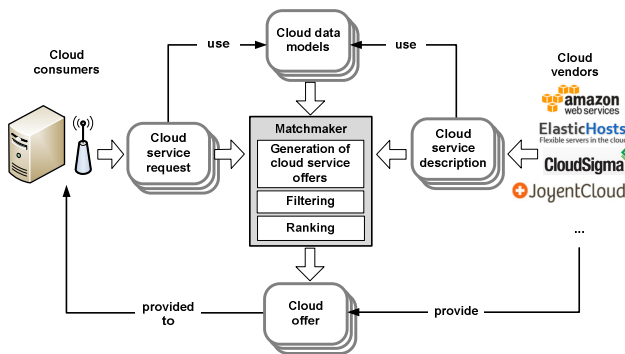 use
Cloud data
models
use
Cloud
consumers
Cloud
vendors
amazon
web services
ElasticHosts
Flexible servers in the cloud
CloudSigma
JoyentCloud
...
Cloud
service
request
Matchmaker
Generation of
cloud service
offers
Filtering
Ranking
Cloud
service
description
provided
to
Cloud
offer
provide